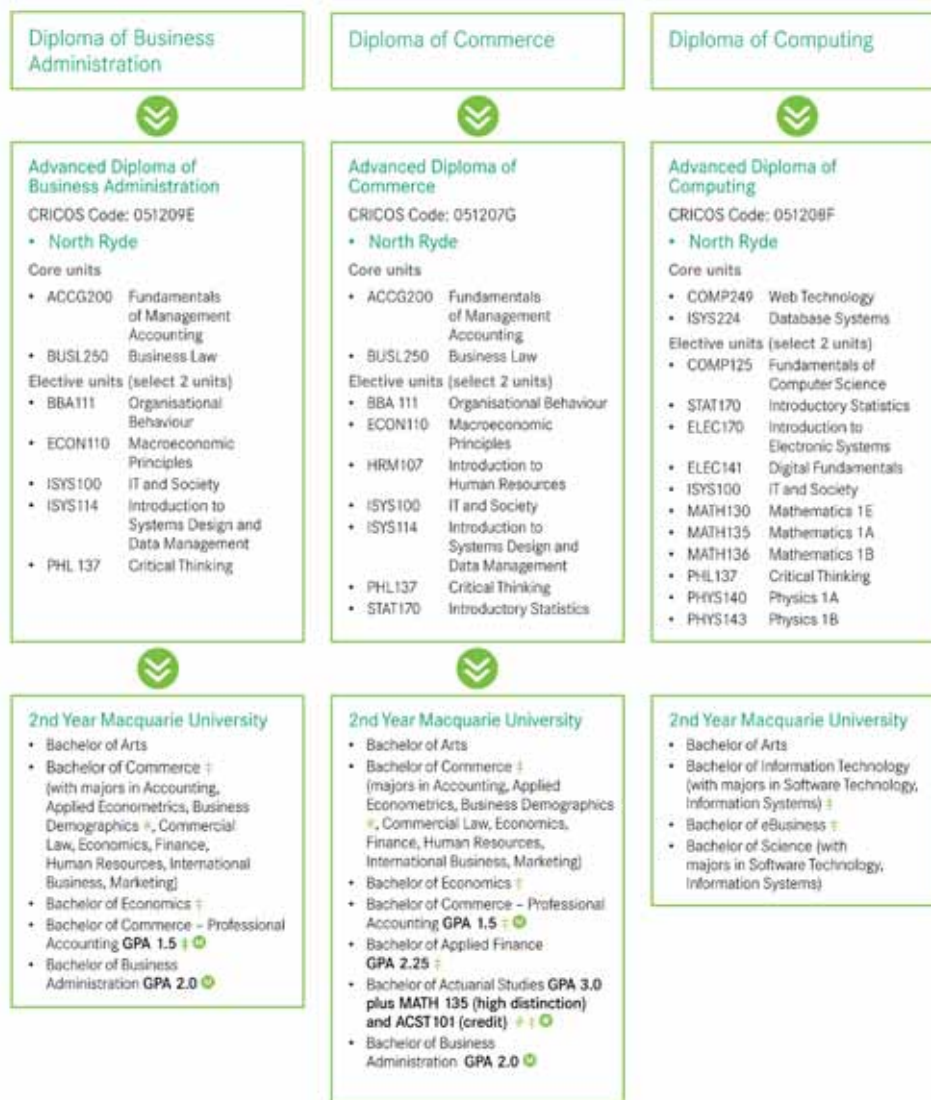 Diploma of Business
Administration
Diploma of Commerce
Diploma of Computing
Advanced Diploma of
Business Administration
CRICOS Code: 051209E
• North Ryde
Core units
• ACCG200 Fundamentals
of Management
Accounting
• BUSL250 Business Law
Elective units (select 2 units)
• BBA111 Organisational
Behaviour
• ECON110 Macroeconomic
Principles
• ISYS100 IT and Society
• ISYS114 Introduction to
Systems Design and
Data Management
• PHL 137 Critical Thinking
Advanced Diploma of
Commerce
CRICOS Code: 051207G
• North Ryde
Core units
• ACCG200 Fundamentals
of Management
Accounting
• BUSL250 Business Law
Elective units (select 2 units)
• BBA 111 Organisational Behaviour
• ECON110 Macroeconomic
Principles
• HRM107 Introduction to
Human Resources
• ISYS100 IT and Society
• ISYS114 Introduction to
Systems Design and
Data Management
• PHL137 Critical Thinking
• STAT170 Introductory Statistics
Advanced Diploma of
Computing
CRICOS Code: 051208F
• North Ryde
Core units
• COMP249 Web Technology
• ISYS224 Database Systems
Elective units (select 2 units)
• COMP125 Fundamentals of
Computer Science
• STAT170 Introductory Statistics
• ELEC170 Introduction to
Electronic Systems
• ELEC141 Digital Fundamentals
• ISYS100 IT and Society
• MATH130 Mathematics 1E
• MATH135 Mathematics 1A
• MATH136 Mathematics 1B
• PHL137 Critical Thinking
• PHYS140 Physics 1A
• PHYS143 Physics 1B
2nd Year Macquarie University
• Bachelor of Arts
• Bachelor of Commerce ‡
(with majors in Accounting,
Applied Econometrics, Business
Demographics #, Commercial
Law, Economics, Finance,
Human Resources, International
Business, Marketing)
• Bachelor of Economics ‡
• Bachelor of Commerce – Professional
Accounting GPA 1.5 ‡ M
• Bachelor of Business
Administration GPA 2.0 M
2nd Year Macquarie University
• Bachelor of Arts
• Bachelor of Commerce ‡
(majors in Accounting, Applied
Econometrics, Business Demographics
#, Commercial Law, Economics,
Finance, Human Resources,
International Business, Marketing)
• Bachelor of Economics ‡
• Bachelor of Commerce – Professional
Accounting GPA 1.5 ‡ M
• Bachelor of Applied Finance
GPA 2.25 ‡
• Bachelor of Actuarial Studies GPA 3.0
plus MATH 135 (high distinction)
and ACST101 (credit) # ‡ M
• Bachelor of Business
Administration GPA 2.0 M
2nd Year Macquarie University
• Bachelor of Arts
• Bachelor of Information Technology
(with majors in Software Technology,
Information Systems) ‡
• Bachelor of eBusiness ‡
• Bachelor of Science (with
majors in Software Technology,
Information Systems)